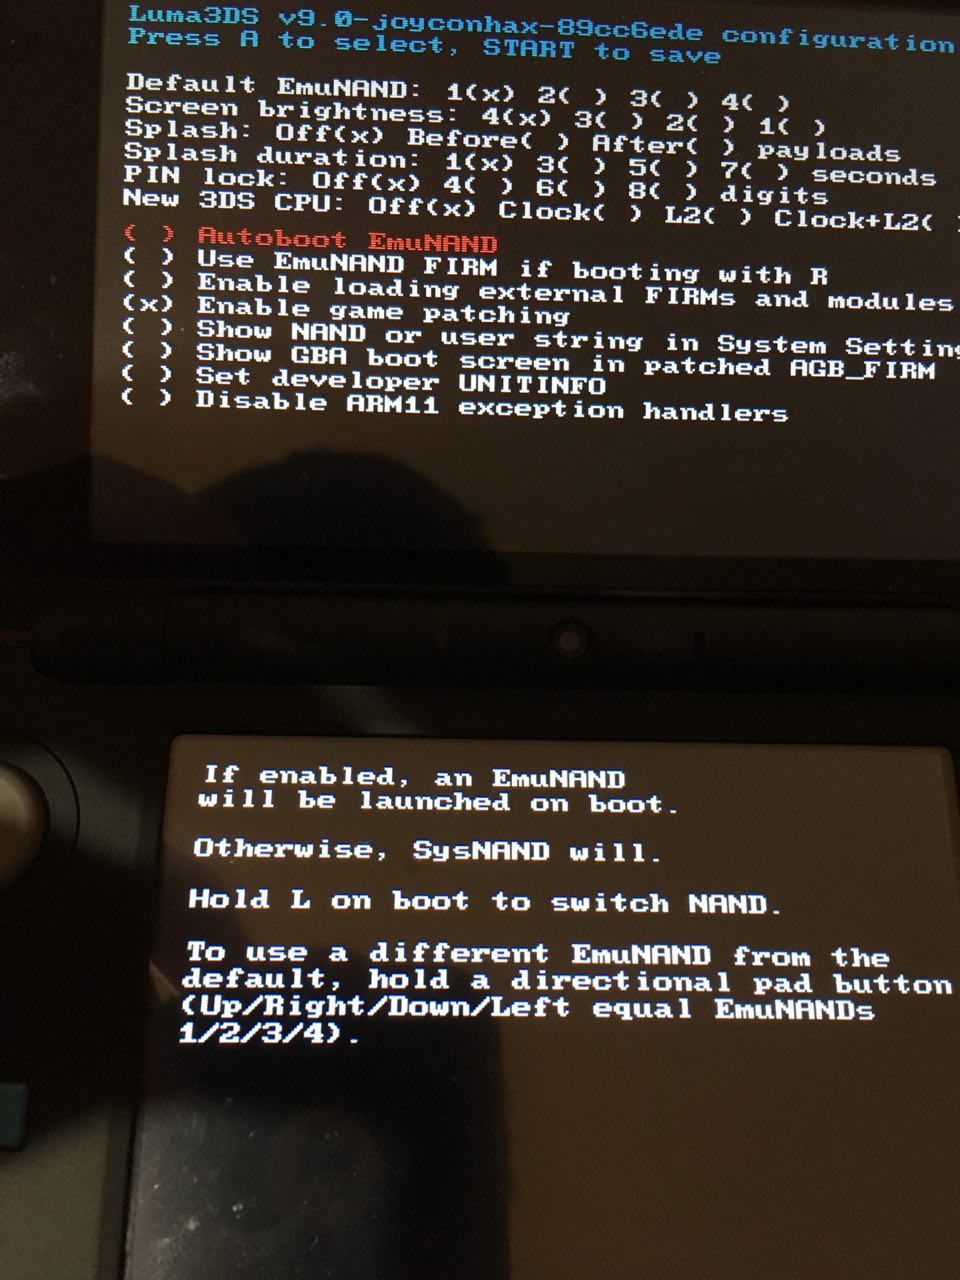 Luma3DS v9.0-joyconhax-89cc6ede configuration
Press A to select, START to save
Default EmuNAND: 1(x) 2( ) 3( ) 4( )
Screen brightness: 4(x) 3( ) 2( ) 1( )
Splash: Off(x) Before( ) After( ) payloads
Splash duration: 1(x) 3( ) 5( ) 7( ) seconds
PIN lock: Off(x) 4( ) 6( ) 8( ) digits
New 3DS CPU: Off(x) Clock( ) L2( ) Clock+L2(
( ) Autoboot EmuNAND
( ) Use EmuNAND FIRM if booting with R
( ) Enable loading external FIRMs and modules
(x) Enable game patching
( ) Show NAND or user string in System Setting
( ) Show GBA boot screen in patched AGB_FIRM
( ) Set developer UNITINFO
( ) Disable ARM11 exception handlers
If enabled, an EmuNAND
will be launched on boot.
Otherwise, SysNAND will.
Hold L on boot to switch NAND.
To use a different EmuNAND from the
default, hold a directional pad button
(Up/Right/Down/Left equal EmuNANDs
1/2/3/4).